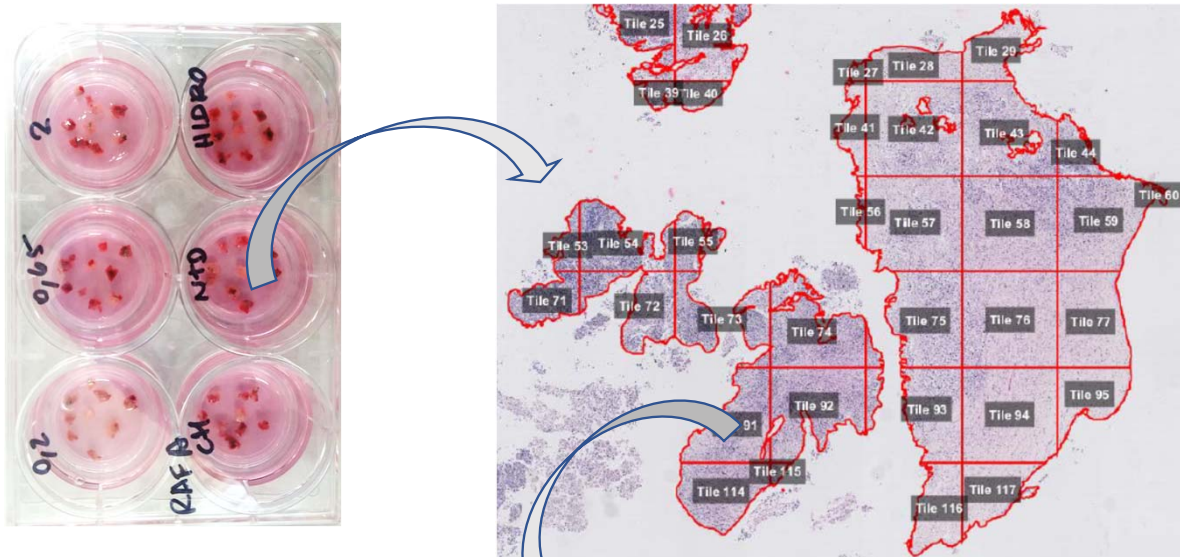 2
HIDRO
0,65
NTD
0,2
RAFA
CH
Tile 25
Tile 26
Tile 39
Tile 40
Tile 27
Tile 28
Tile 29
Tile 41
Tile 42
Tile 43
Tile 44
Tile 56
Tile 57
Tile 58
Tile 59
Tile 60
Tile 53
Tile 54
Tile 55
Tile 71
Tile 72
Tile 73
Tile 74
Tile 75
Tile 76
Tile 77
91
Tile 92
Tile 93
Tile 94
Tile 95
Tile 114
Tile 115
Tile 116
Tile 117